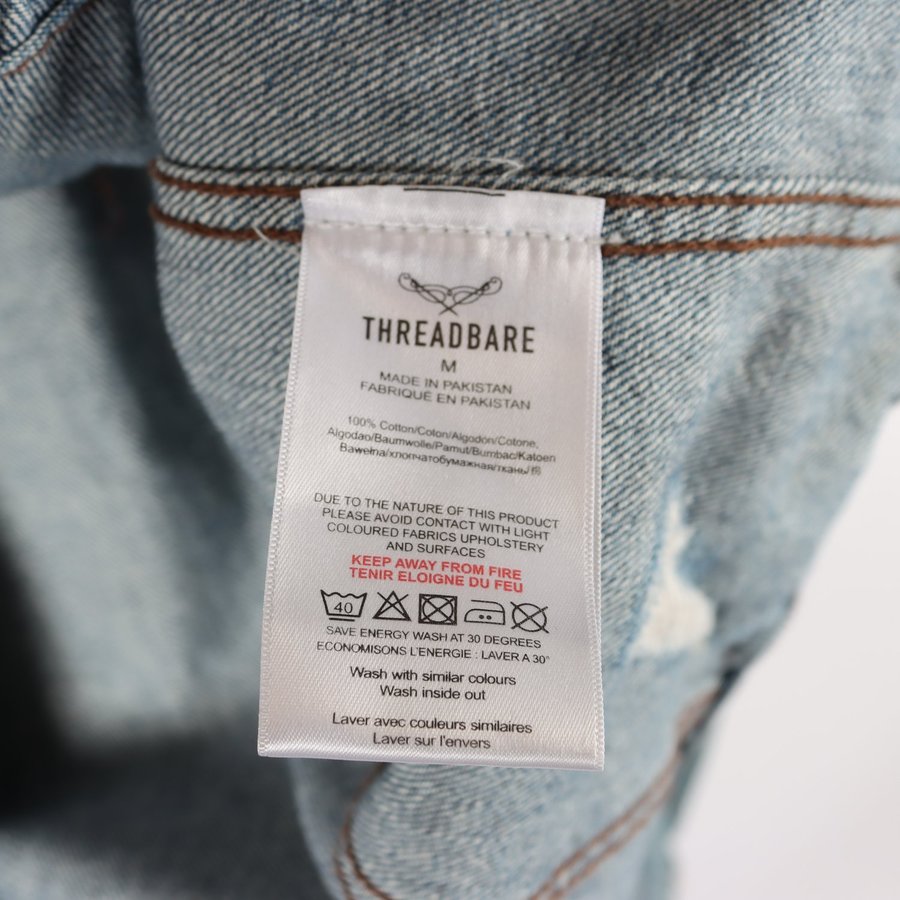 THREADBARE
M
MADE IN PAKISTAN
FABRIQUÉ EN PAKISTAN
100% Cotton/Coton/Algodón/Cotone,
Algodao/Baumwolle/Pamut/Bumbac/Katoen
Bawełna/хлопчатобумажная/ткань/棉
DUE TO THE NATURE OF THIS PRODUCT
PLEASE AVOID CONTACT WITH LIGHT
COLOURED FABRICS UPHOLSTERY
AND SURFACES
KEEP AWAY FROM FIRE
TENIR ELOIGNE DU FEU
40
SAVE ENERGY WASH AT 30 DEGREES
ECONOMISONS L'ENERGIE : LAVER A 30°
Wash with similar colours
Wash inside out
Laver avec couleurs similaires
Laver sur l'envers